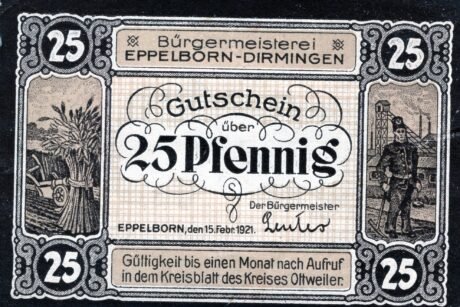 25 Bürgermeisterei 25
EPPELBORN-DIRMINGEN
Gutschein
über
25 Pfennig
Der Bürgermeister
EPPELBORN, den 15. Febr. 1921.
25 Gültigkeit bis einen Monat nach Aufruf 25
in dem Kreisblatt des Kreises Ottweiler.